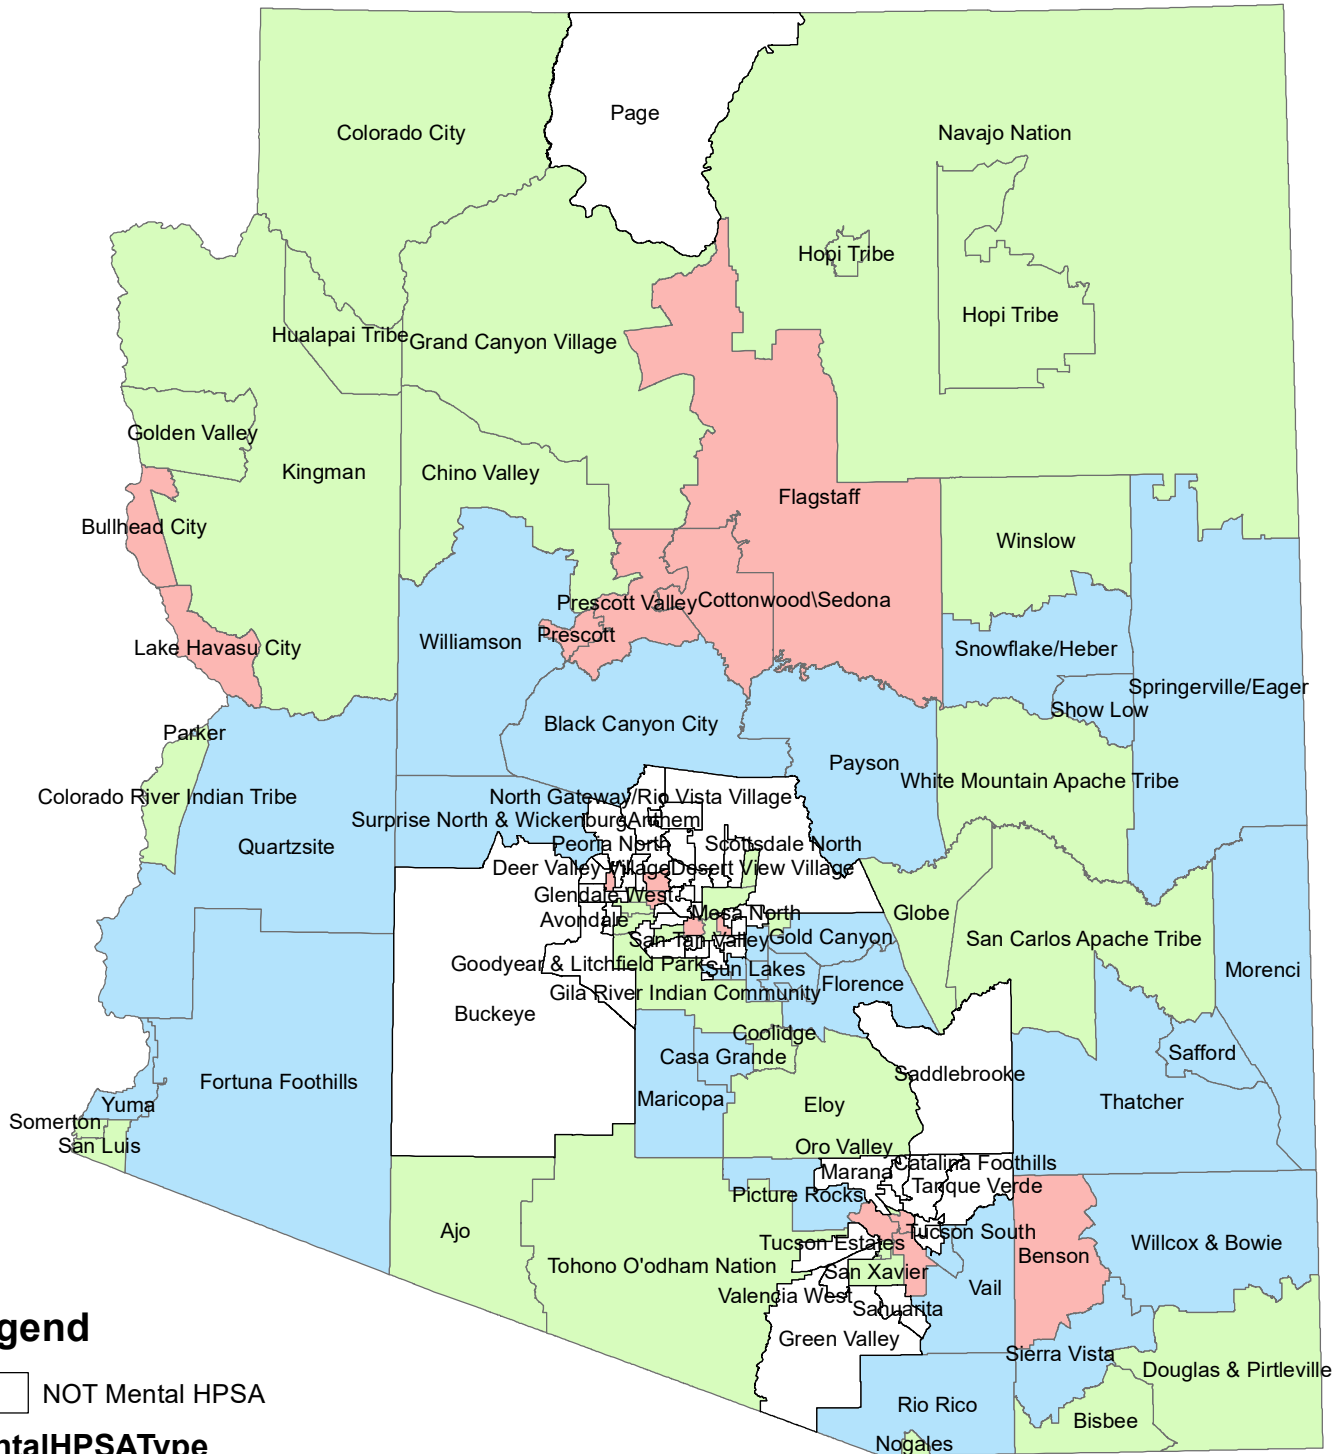 Page
Colorado City
Navajo Nation
Hopi Tribe
Hopi Tribe
Hualapai Tribe
Grand Canyon Village
Golden Valley
Kingman
Chino Valley
Flagstaff
Bullhead City
Winslow
Prescott Valley
Cottonwood\Sedona
Prescott
Williamson
Lake Havasu City
Snowflake/Heber
Springerville/Eager
Show Low
Black Canyon City
Parker
Payson
White Mountain Apache Tribe
Colorado River Indian Tribe
North Gateway/Rio Vista Village
Surprise North & Wickenburg
Anthem
Quartzsite
Peoria North
Scottsdale North
Deer Valley Village
Desert View Village
Glendale West
Avondale
Mesa North
Globe
San Tan Valley
Gold Canyon
San Carlos Apache Tribe
Goodyear & Litchfield Park
Sun Lakes
Morenci
Florence
Gila River Indian Community
Buckeye
Coolidge
Casa Grande
Safford
Fortuna Foothills
Saddlebrooke
Yuma
Maricopa
Eloy
Thatcher
Somerton
San Luis
Oro Valley
Marana
Catalina Foothills
Tanque Verde
Picture Rocks
Ajo
Tucson South
Tucson Estates
Benson
Willcox & Bowie
Tohono O'odham Nation
San Xavier
Vail
Valencia West
Sahuarita
Green Valley
Sierra Vista
Douglas & Pirtleville
Rio Rico
Bisbee
Nogales
gend
NOT Mental HPSA
ntalHPSAType